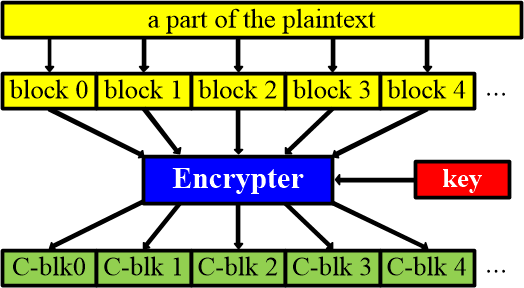 a part of the plaintext
block 0 block 1 block 2 block 3 block 4 ...
Encrypter
key
C-blk0 C-blk 1 C-blk 2 C-blk 3 C-blk 4 ...